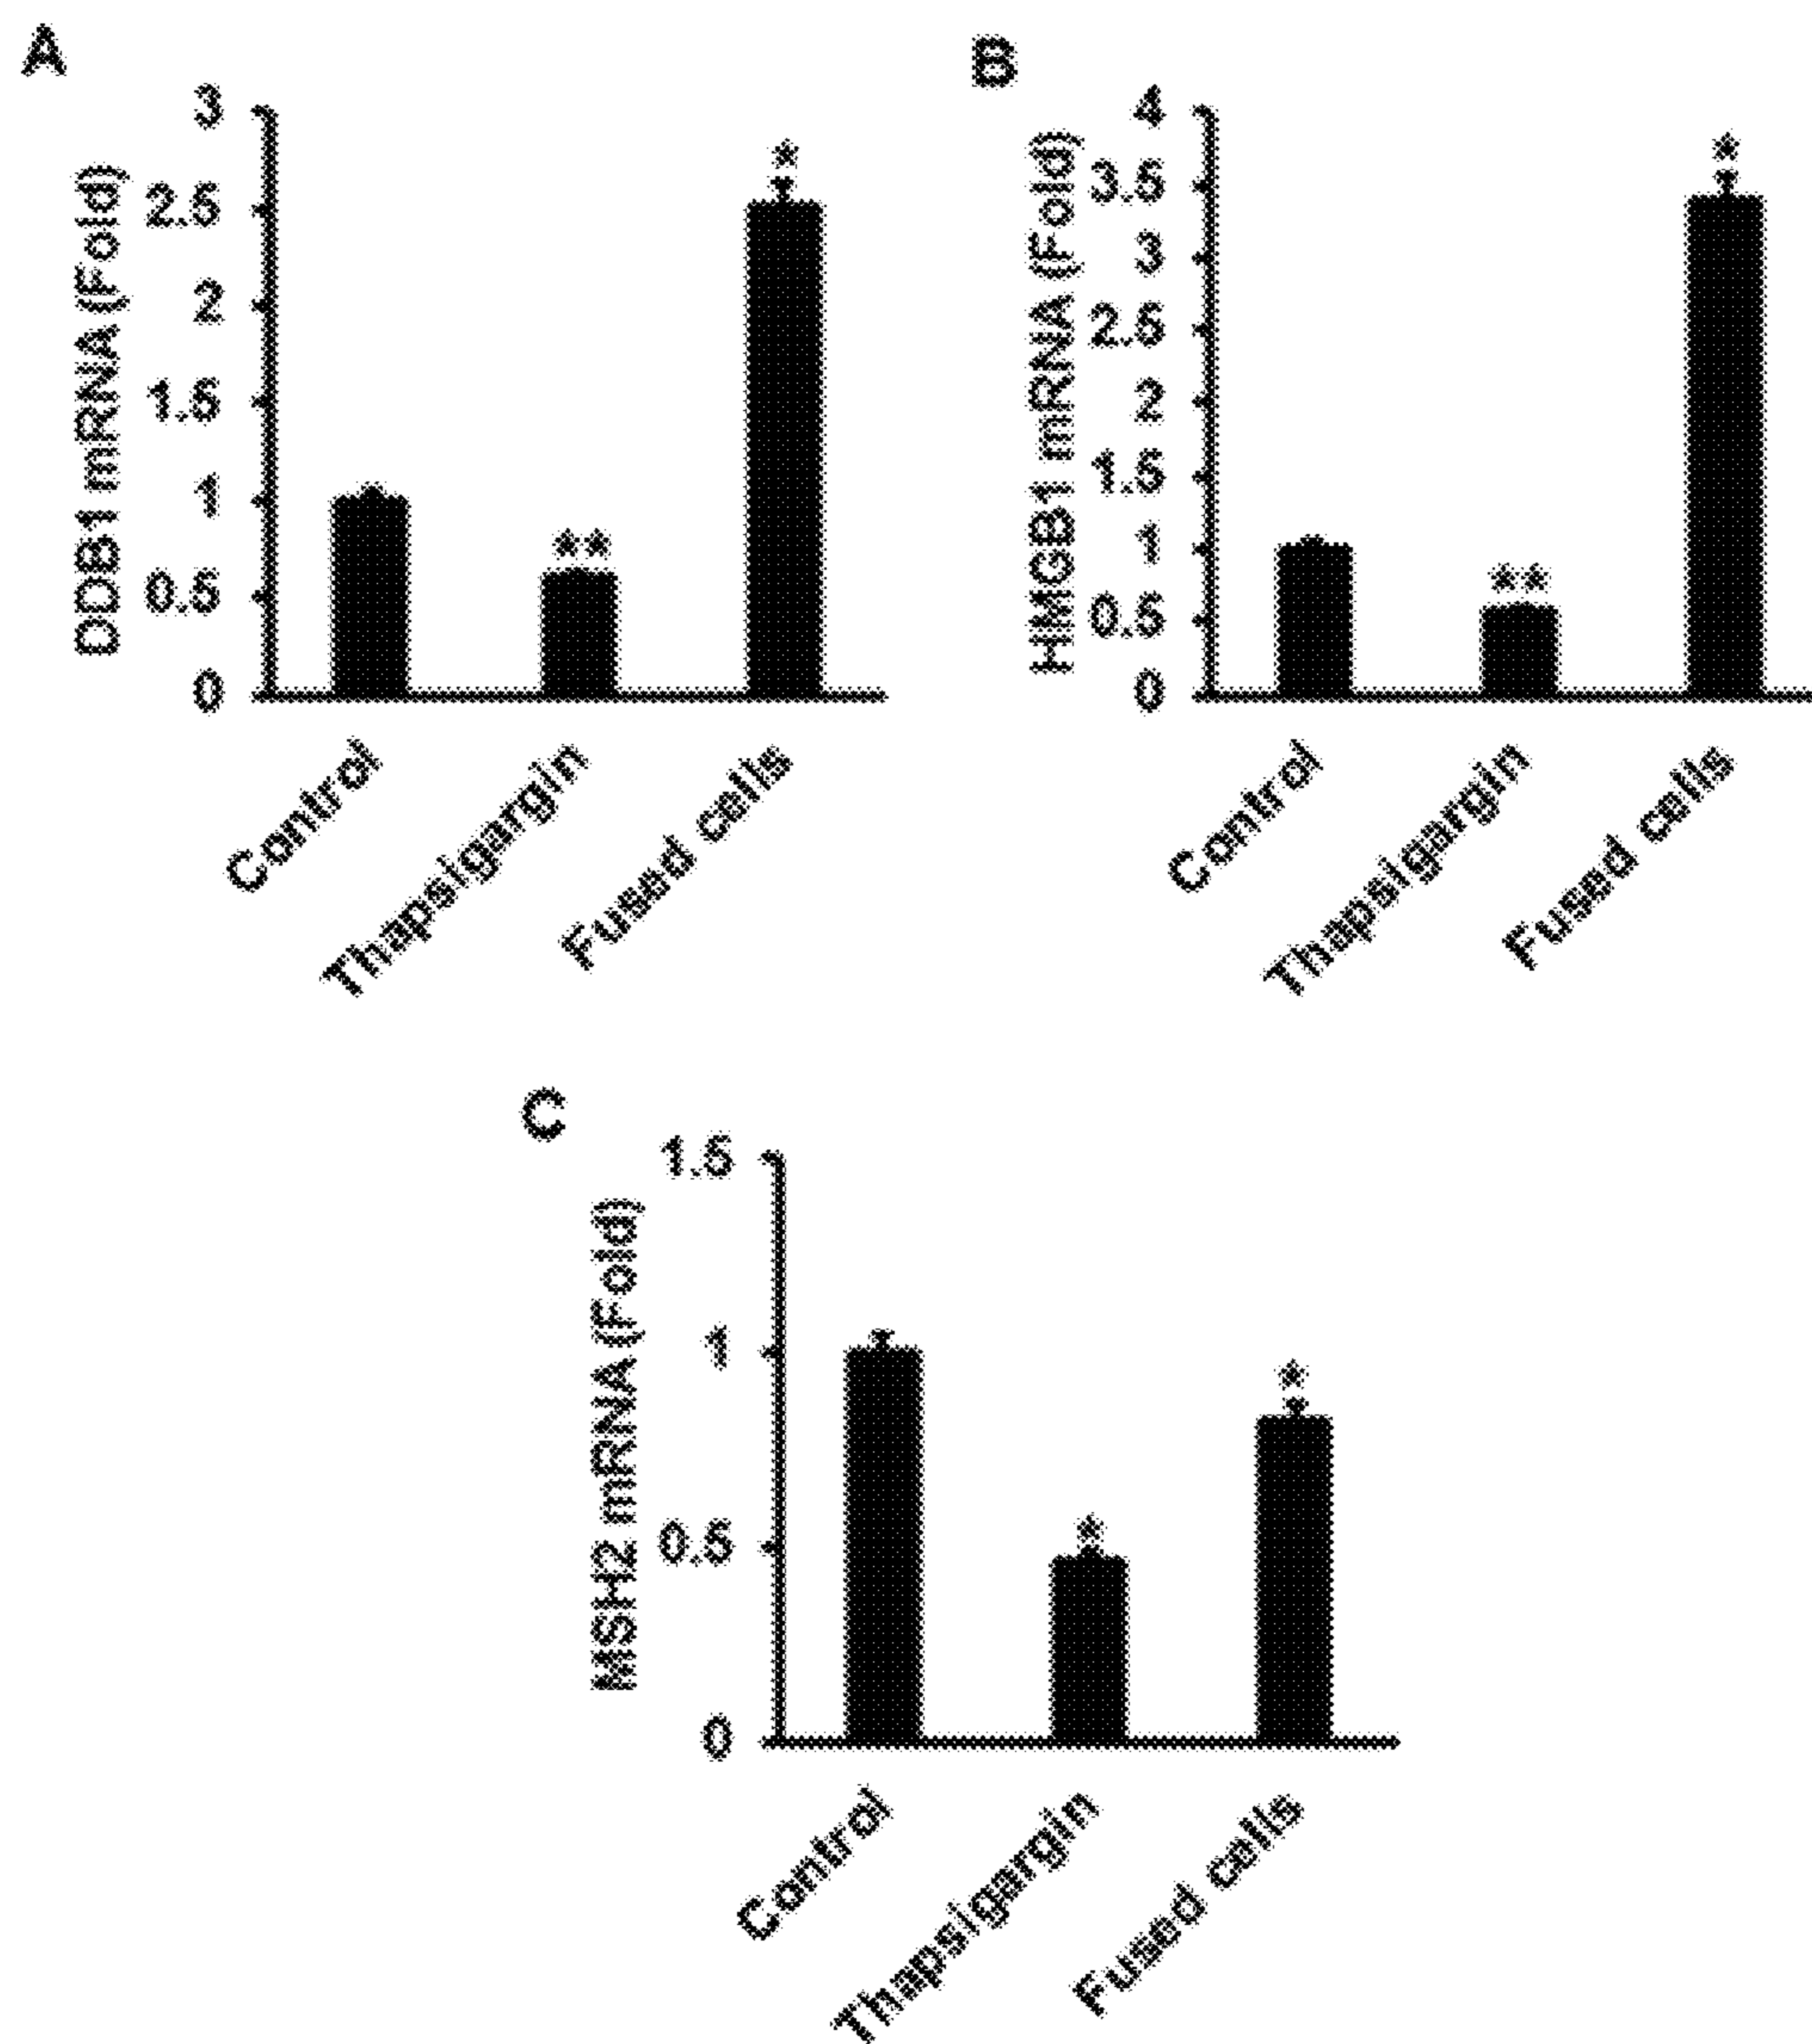 A
DDB1 mRNA (Fold)
3
2.5
2
1.5
1
0.5
0
*
**
Control
Thapsigargin
Fused cells
B
HMGB1 mRNA (Fold)
4
3.5
3
2.5
2
1.5
1
0.5
0
*
**
Control
Thapsigargin
Fused cells
C
MSH2 mRNA (Fold)
1.5
1
0.5
0
*
*
Control
Thapsigargin
Fused cells